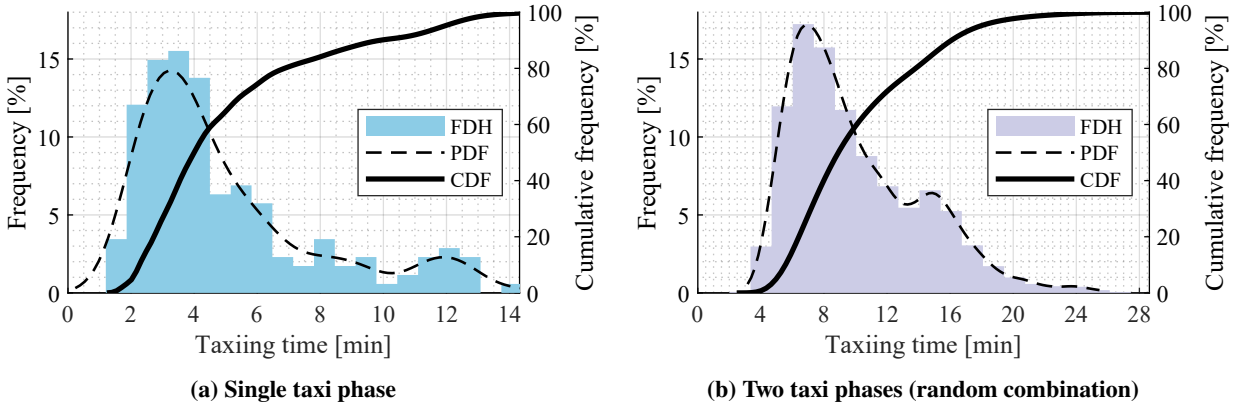 Frequency [%]
15
10
5
0
100
80
60
40
20
0
Cumulative frequency [%]
FDH
PDF
CDF
0 2 4 6 8 10 12 14
Taxiing time [min]
(a) Single taxi phase
Frequency [%]
15
10
5
0
100
80
60
40
20
0
Cumulative frequency [%]
FDH
PDF
CDF
0 4 8 12 16 20 24 28
Taxiing time [min]
(b) Two taxi phases (random combination)